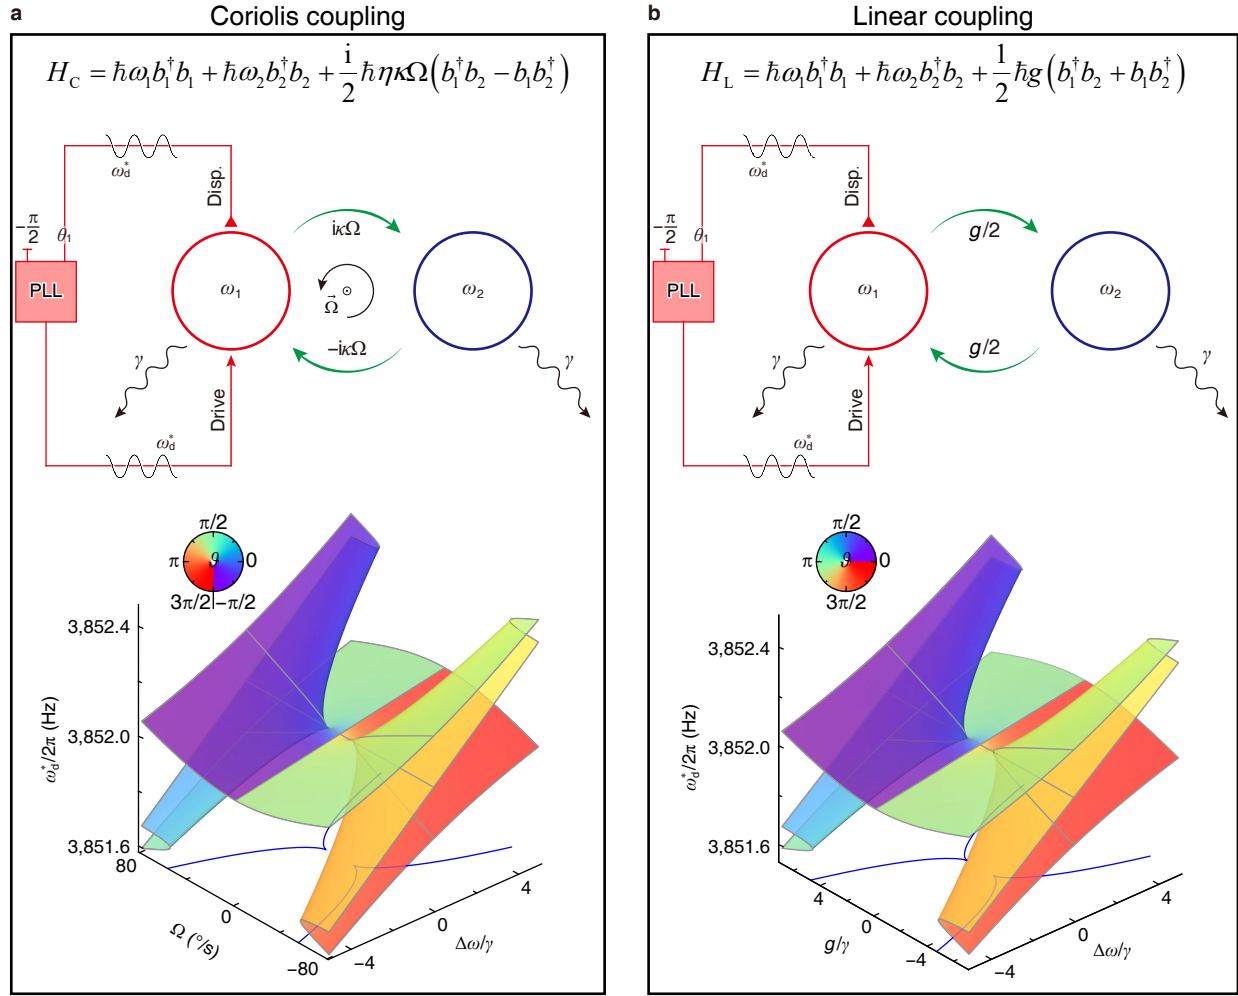 a Coriolis coupling
H_C = ℏω₁b₁†b₁ + ℏω₂b₂†b₂ + i/2 ℏηκΩ(b₁†b₂ − b₁b₂†)
ω_d*
Disp.
−π/2
θ₁
iκΩ
PLL
ω₁
Ω⃗
ω₂
−iκΩ
γ
γ
Drive
ω_d*
π/2
π
ϑ
0
3π/2
−π/2
3,852.4
3,852.0
3,851.6
ω_d*/2π (Hz)
80
0
−80
Ω (°/s)
−4
0
4
Δω/γ
b Linear coupling
H_L = ℏω₁b₁†b₁ + ℏω₂b₂†b₂ + 1/2 ℏg(b₁†b₂ + b₁b₂†)
ω_d*
Disp.
−π/2
θ₁
g/2
PLL
ω₁
ω₂
g/2
γ
γ
Drive
ω_d*
π/2
π
ϑ
0
3π/2
3,852.4
3,852.0
3,851.6
ω_d*/2π (Hz)
4
0
−4
g/γ
−4
0
4
Δω/γ